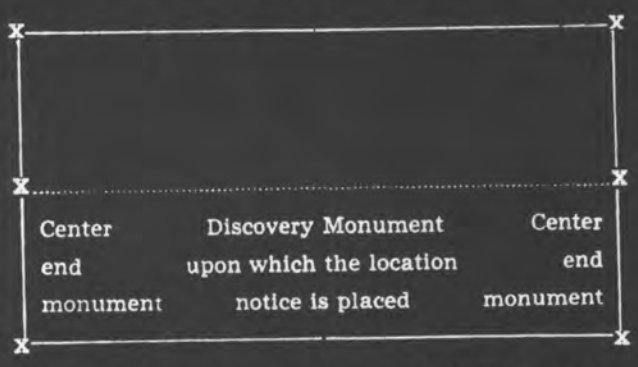 X X
X X
Center Discovery Monument Center
end upon which the location end
monument notice is placed monument
X X